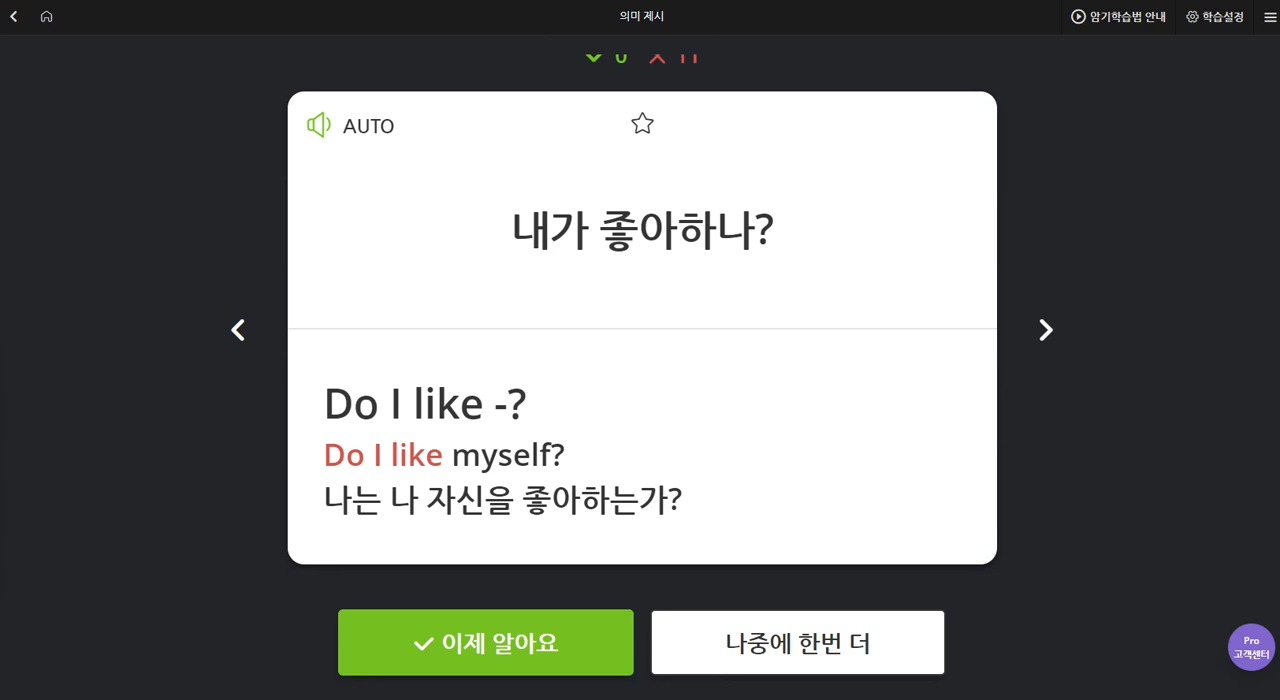 의미 제시
암기학습법 안내
학습설정
AUTO
내가 좋아하나?
Do I like -?
Do I like myself?
나는 나 자신을 좋아하는가?
이제 알아요
나중에 한번 더
Pro
고객센터